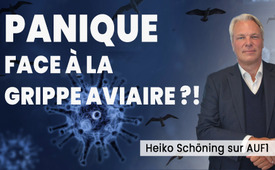 PANIQUE
FACE À LA
GRIPPE AVIAIRE ?!
Heiko Schöning sur AUF1